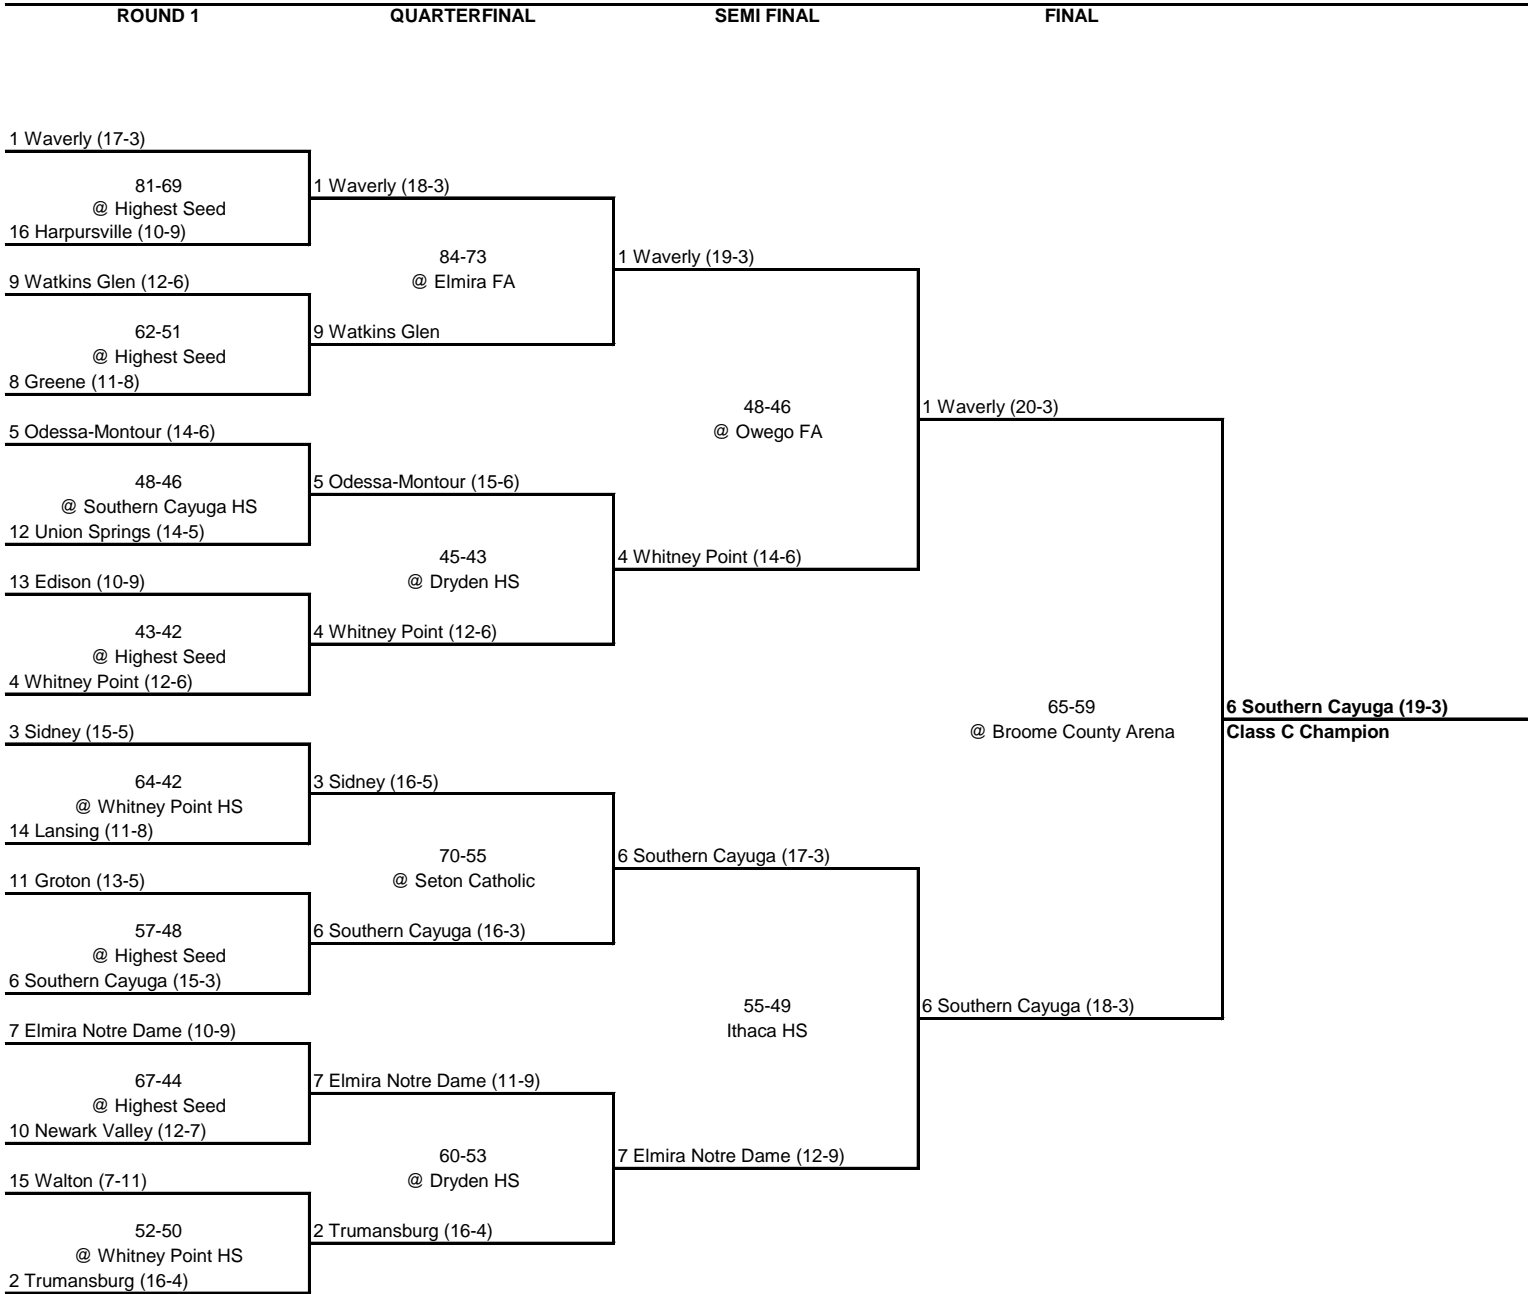 ROUND 1 QUARTERFINAL SEMI FINAL FINAL
1 Waverly (17-3)
81-69
@ Highest Seed
16 Harpursville (10-9)
9 Watkins Glen (12-6)
62-51
@ Highest Seed
8 Greene (11-8)
5 Odessa-Montour (14-6)
48-46
@ Southern Cayuga HS
12 Union Springs (14-5)
13 Edison (10-9)
43-42
@ Highest Seed
4 Whitney Point (12-6)
3 Sidney (15-5)
64-42
@ Whitney Point HS
14 Lansing (11-8)
11 Groton (13-5)
57-48
@ Highest Seed
6 Southern Cayuga (15-3)
7 Elmira Notre Dame (10-9)
67-44
@ Highest Seed
10 Newark Valley (12-7)
15 Walton (7-11)
52-50
@ Whitney Point HS
2 Trumansburg (16-4)
1 Waverly (18-3)
84-73
@ Elmira FA
9 Watkins Glen
5 Odessa-Montour (15-6)
45-43
@ Dryden HS
4 Whitney Point (12-6)
3 Sidney (16-5)
70-55
@ Seton Catholic
6 Southern Cayuga (16-3)
7 Elmira Notre Dame (11-9)
60-53
@ Dryden HS
2 Trumansburg (16-4)
1 Waverly (19-3)
48-46
@ Owego FA
4 Whitney Point (14-6)
6 Southern Cayuga (17-3)
55-49
Ithaca HS
7 Elmira Notre Dame (12-9)
1 Waverly (20-3)
65-59
@ Broome County Arena
6 Southern Cayuga (18-3)
6 Southern Cayuga (19-3)
Class C Champion